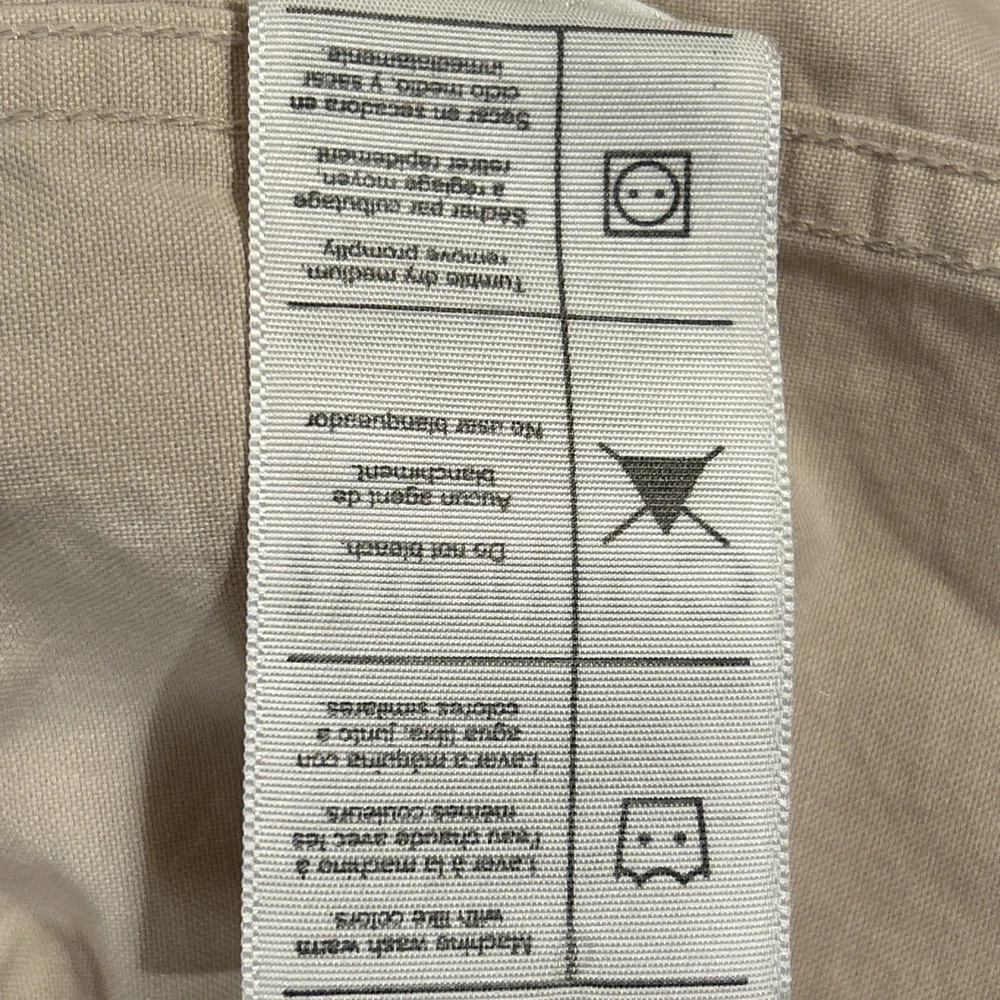 Machine wash warm
with like colors.
Laver à la machine à
l'eau chaude avec les
mêmes couleurs.
Lavar a máquina con
agua tibia, junto a
colores similares
Do not bleach.
Aucun agent de
blanchiment.
No usar blanqueador
Tumble dry medium,
remove promptly
Sécher par culbutage
à réglage moyen,
retirer rapidement.
Secar en secadora en
ciclo medio, y sacar
inmediatamente.